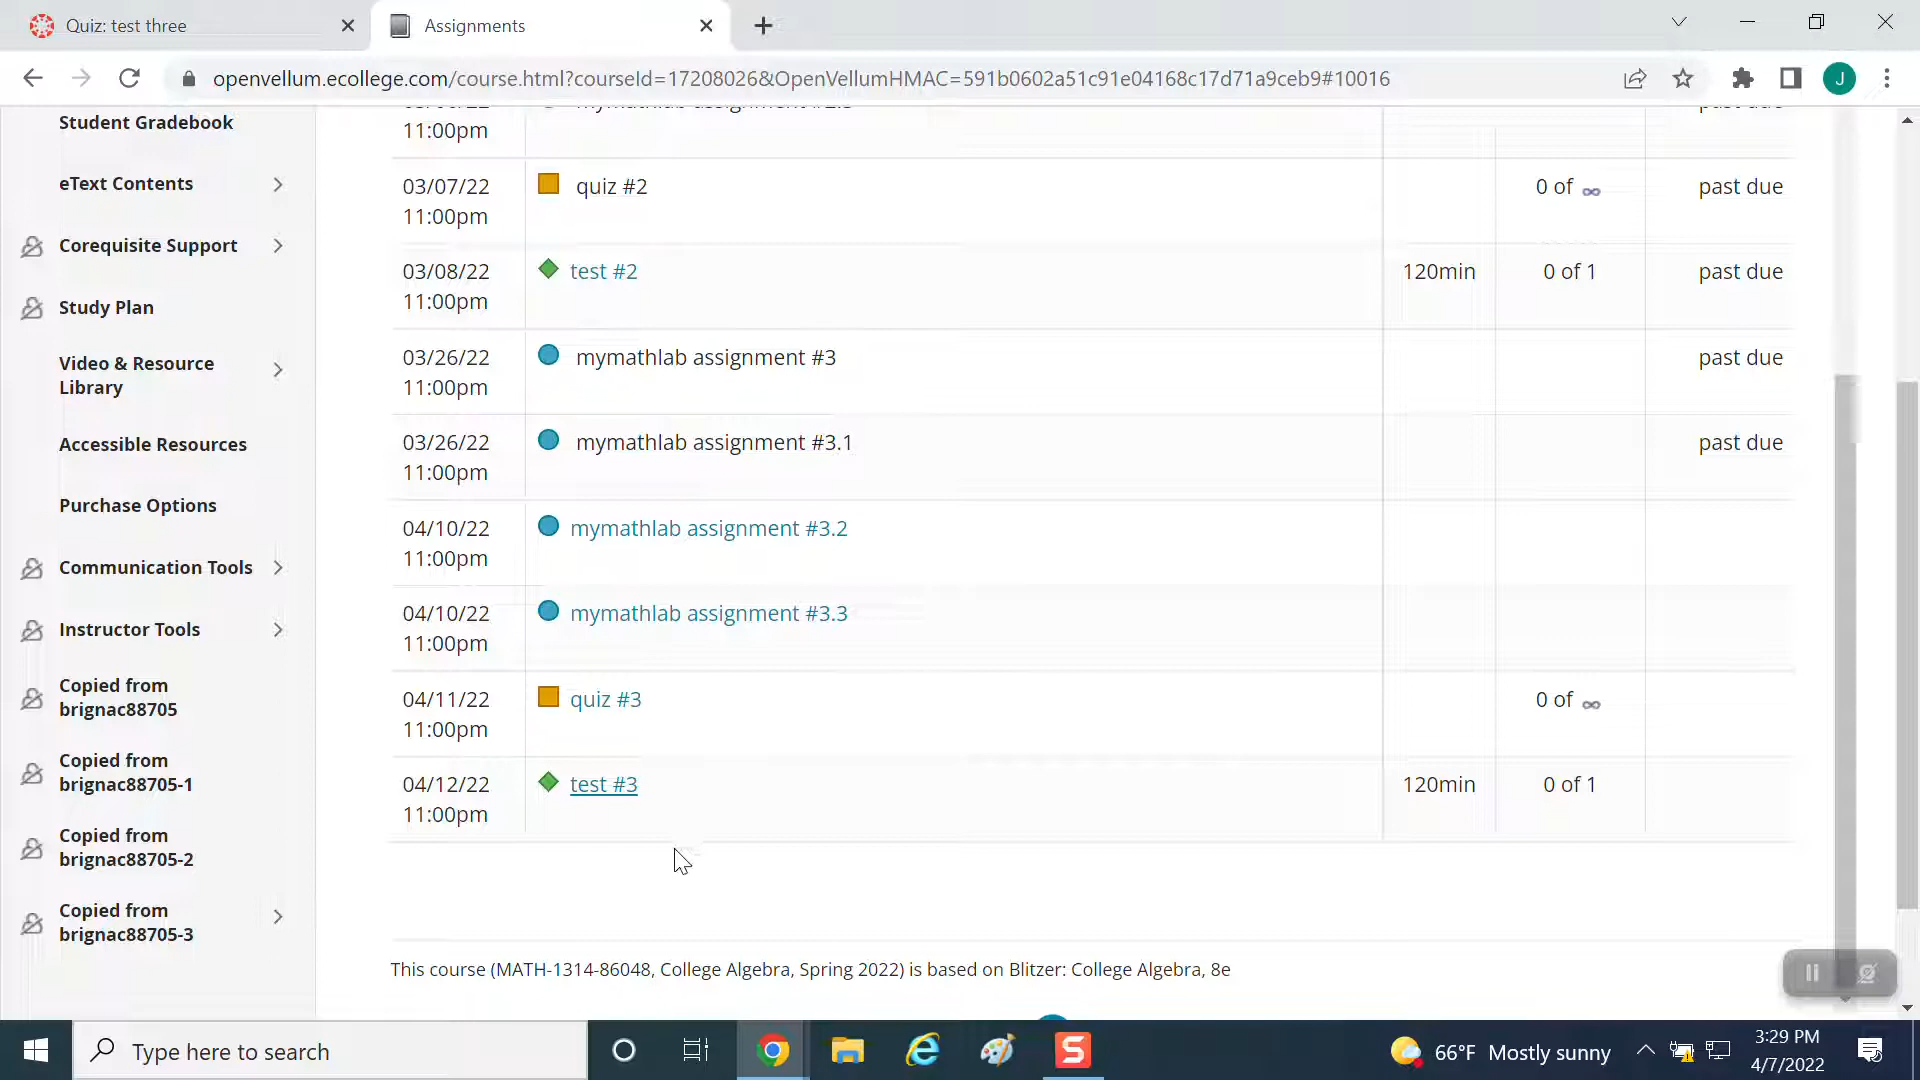 Quiz: test three
Assignments
openvellum.ecollege.com/course.html?courseId=17208026&OpenVellumHMAC=591b0602a51c91e04168c17d71a9ceb9#10016
J
Student Gradebook
eText Contents
Corequisite Support
Study Plan
Video & Resource
Library
Accessible Resources
Purchase Options
Communication Tools
Instructor Tools
Copied from
brignac88705
Copied from
brignac88705-1
Copied from
brignac88705-2
Copied from
brignac88705-3
11:00pm
03/07/22 quiz #2 0 of ∞ past due
11:00pm
03/08/22 test #2 120min 0 of 1 past due
11:00pm
03/26/22 mymathlab assignment #3 past due
11:00pm
03/26/22 mymathlab assignment #3.1 past due
11:00pm
04/10/22 mymathlab assignment #3.2
11:00pm
04/10/22 mymathlab assignment #3.3
11:00pm
04/11/22 quiz #3 0 of ∞
11:00pm
04/12/22 test #3 120min 0 of 1
11:00pm
This course (MATH-1314-86048, College Algebra, Spring 2022) is based on Blitzer: College Algebra, 8e
Type here to search
S
66°F Mostly sunny
3:29 PM
4/7/2022